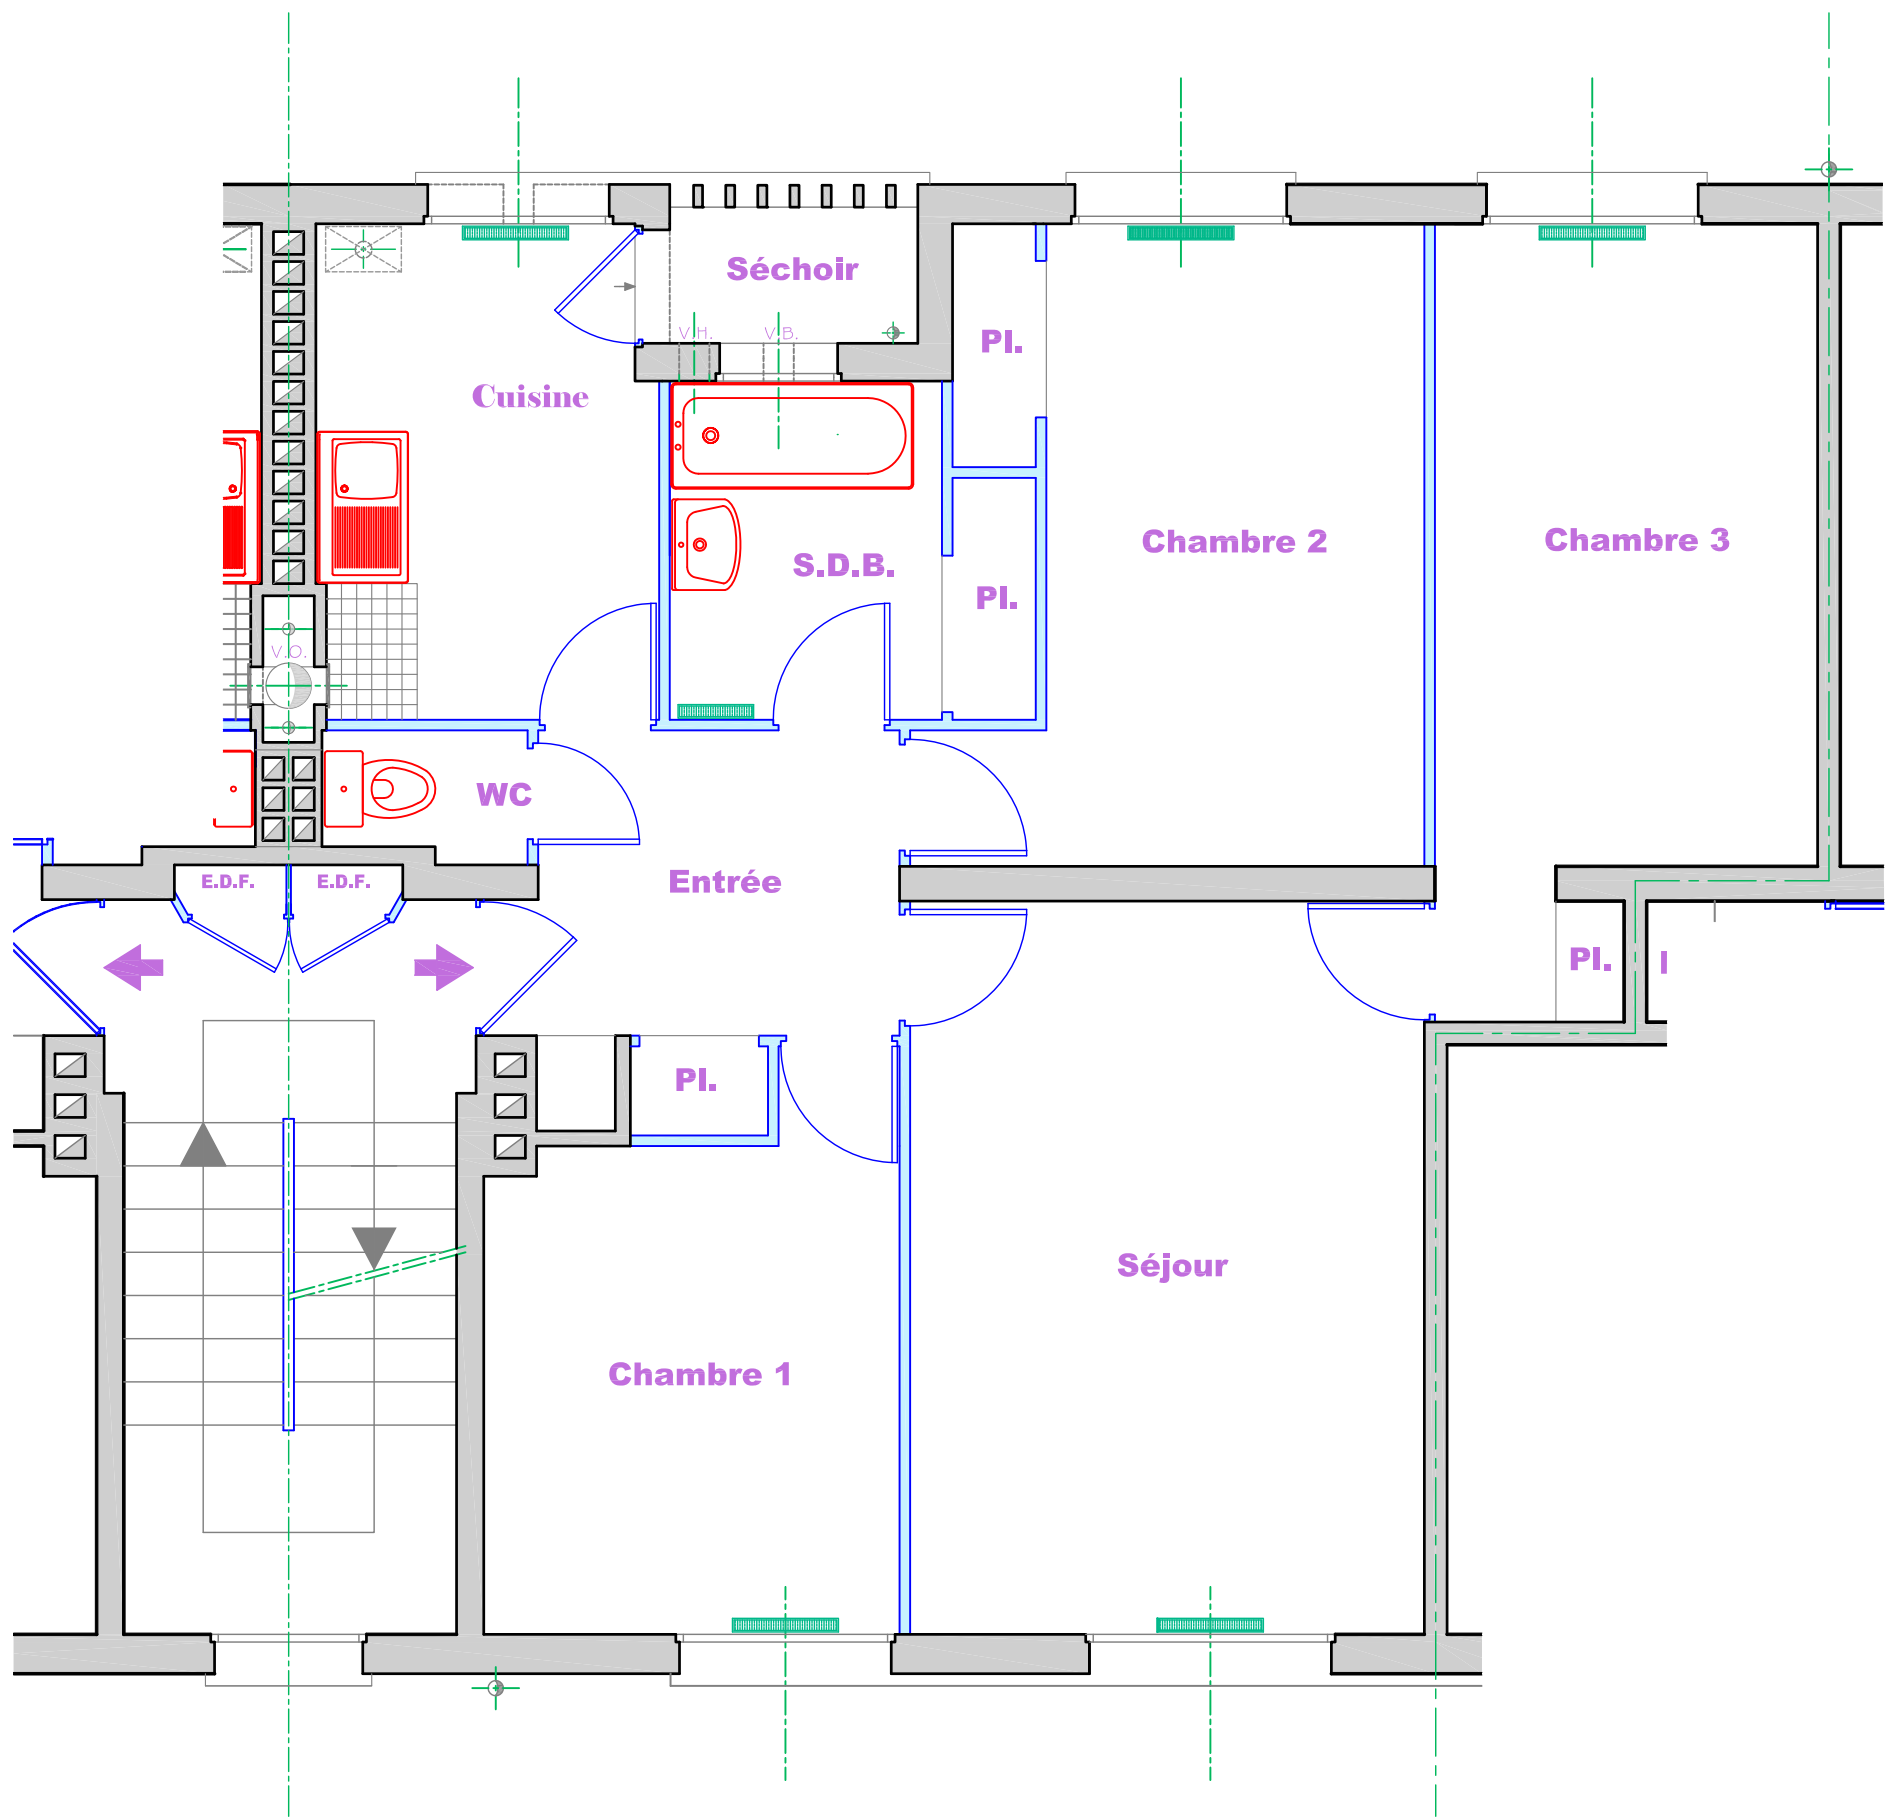 Séchoir
V.H.
V.B.
Pl.
Cuisine
Chambre 2
Chambre 3
S.D.B.
Pl.
V.O.
WC
Entrée
E.D.F.
E.D.F.
Pl.
Pl.
Séjour
Chambre 1